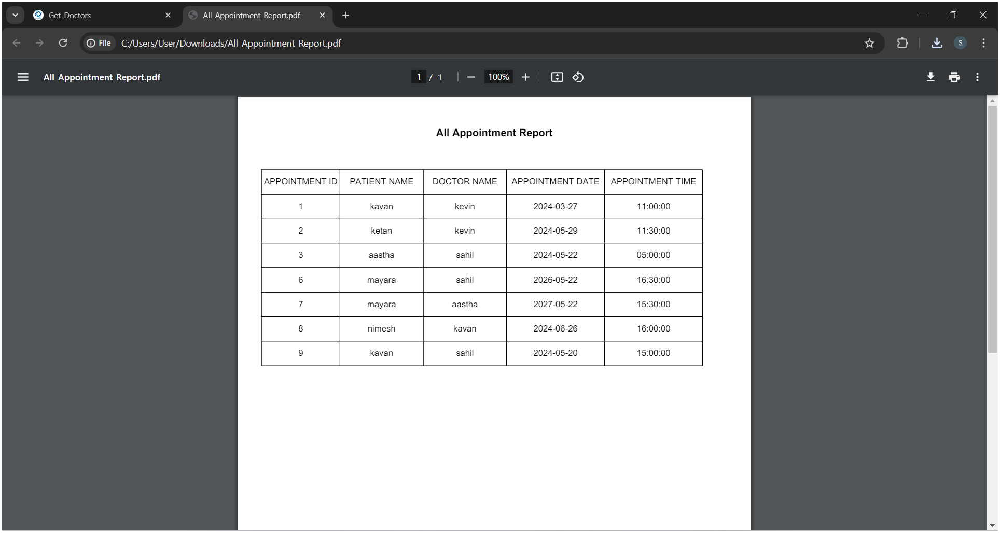 Get_Doctors
All_Appointment_Report.pdf
File C:/Users/User/Downloads/All_Appointment_Report.pdf
S
All_Appointment_Report.pdf
1 / 1
100%
All Appointment Report
APPOINTMENT ID PATIENT NAME DOCTOR NAME APPOINTMENT DATE APPOINTMENT TIME
1 kavan kevin 2024-03-27 11:00:00
2 ketan kevin 2024-05-29 11:30:00
3 aastha sahil 2024-05-22 05:00:00
6 mayara sahil 2026-05-22 16:30:00
7 mayara aastha 2027-05-22 15:30:00
8 nimesh kavan 2024-06-26 16:00:00
9 kavan sahil 2024-05-20 15:00:00